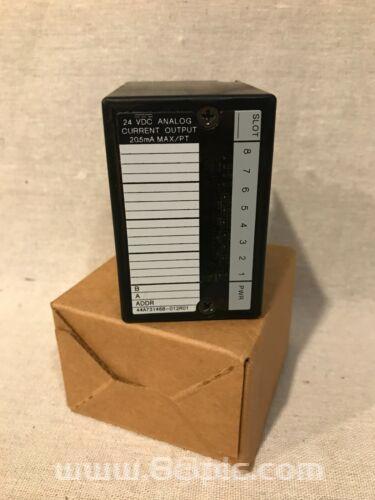 24 VDC ANALOG
CURRENT OUTPUT
20.5mA MAX/PT
B
A
ADDR
44A731468-012R01
SLOT
8 7 6 5 4 3 2 1 PWR
www.68pic.com